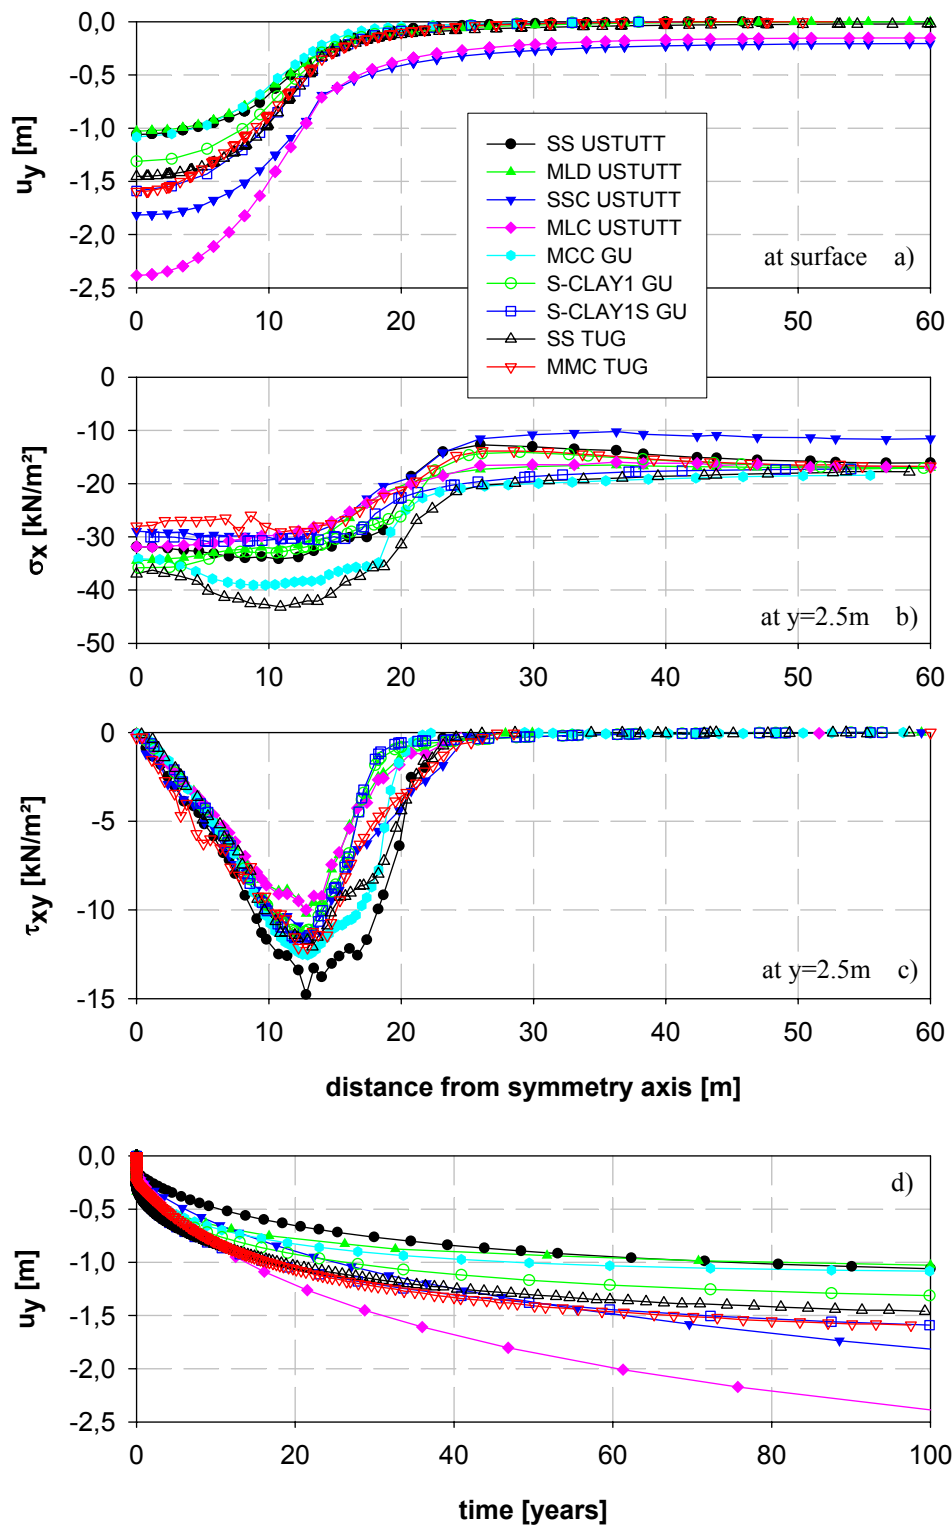 0,0
-0,5
-1,0
-1,5
-2,0
-2,5
uy [m]
0 10 20 30 40 50 60
at surface a)
SS USTUTT
MLD USTUTT
SSC USTUTT
MLC USTUTT
MCC GU
S-CLAY1 GU
S-CLAY1S GU
SS TUG
MMC TUG
0
-10
-20
-30
-40
-50
σx [kN/m²]
at y=2.5m b)
0 10 20 30 40 50 60
0
-5
-10
-15
τxy [kN/m²]
at y=2.5m c)
0 10 20 30 40 50 60
distance from symmetry axis [m]
0,0
-0,5
-1,0
-1,5
-2,0
-2,5
uy [m]
d)
0 20 40 60 80 100
time [years]